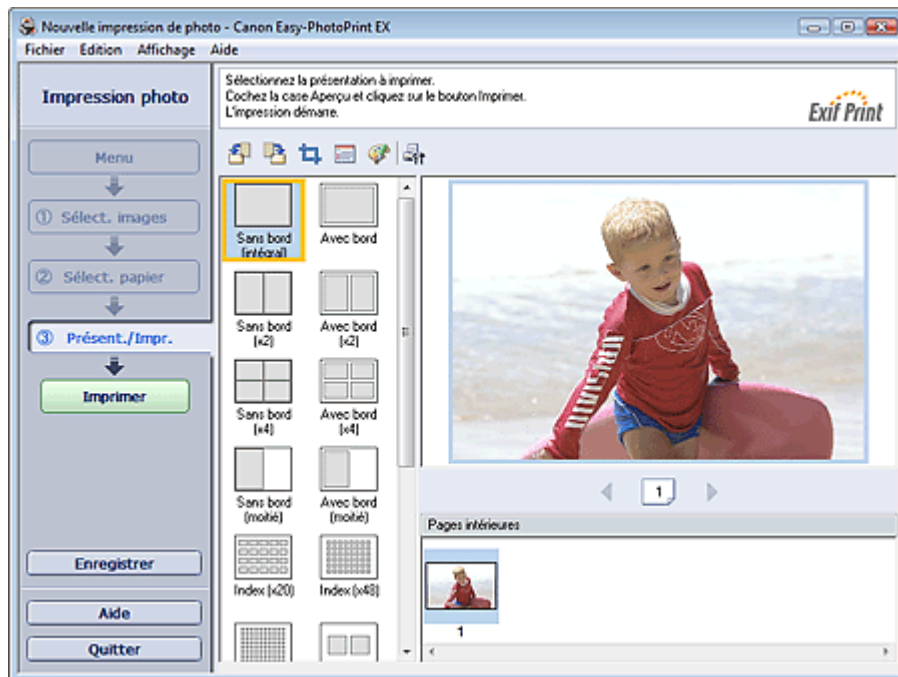 Nouvelle impression de photo - Canon Easy-PhotoPrint EX
Fichier Edition Affichage Aide
Impression photo
Sélectionnez la présentation à imprimer.
Cochez la case Aperçu et cliquez sur le bouton Imprimer.
L'impression démarre.
Exif Print
Menu
① Sélect. images
② Sélect. papier
③ Présent./Impr.
Imprimer
Enregistrer
Aide
Quitter
Sans bord
(intégral)
Avec bord
Sans bord
(x2)
Avec bord
(x2)
Sans bord
(x4)
Avec bord
(x4)
Sans bord
(moitié)
Avec bord
(moitié)
Index (x20)
Index (x48)
1
Pages intérieures
1